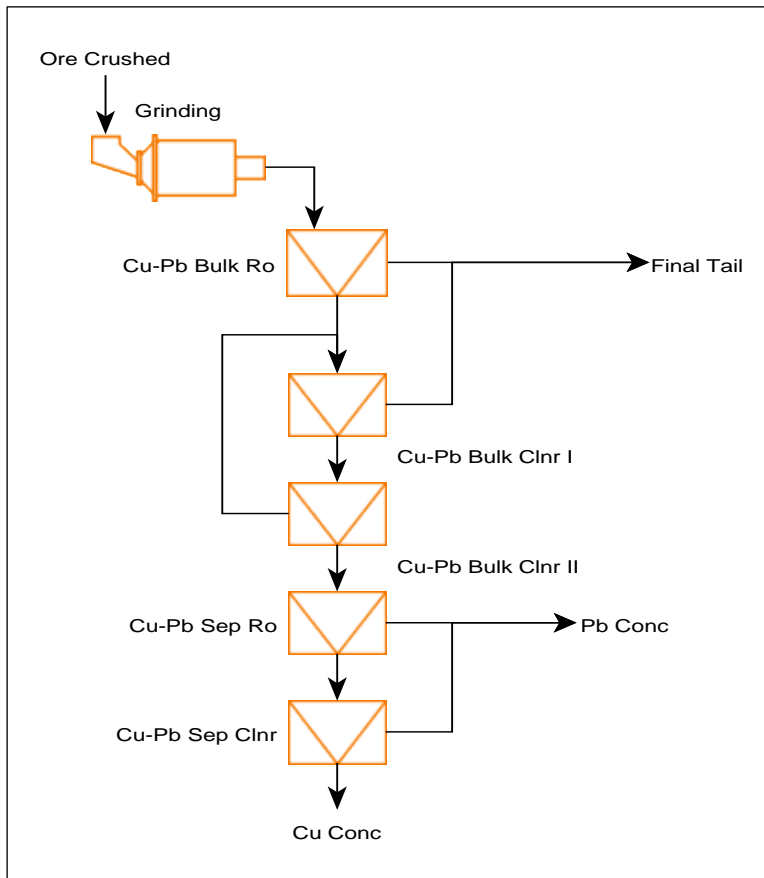 Ore Crushed
Grinding
Cu-Pb Bulk Ro
Final Tail
Cu-Pb Bulk Clnr I
Cu-Pb Bulk Clnr II
Cu-Pb Sep Ro
Pb Conc
Cu-Pb Sep Clnr
Cu Conc